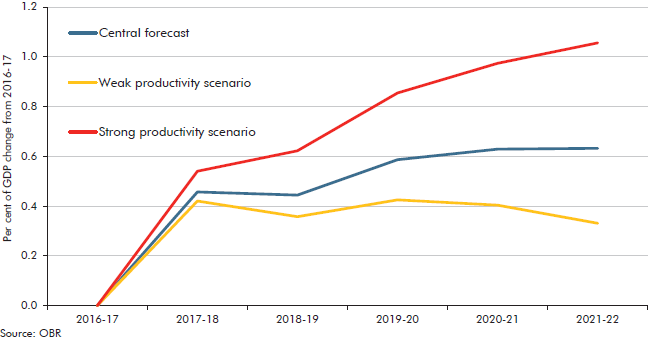 Per cent of GDP change from 2016-17
1.2
1.0
0.8
0.6
0.4
0.2
0.0
Central forecast
Weak productivity scenario
Strong productivity scenario
2016-17 2017-18 2018-19 2019-20 2020-21 2021-22
Source: OBR